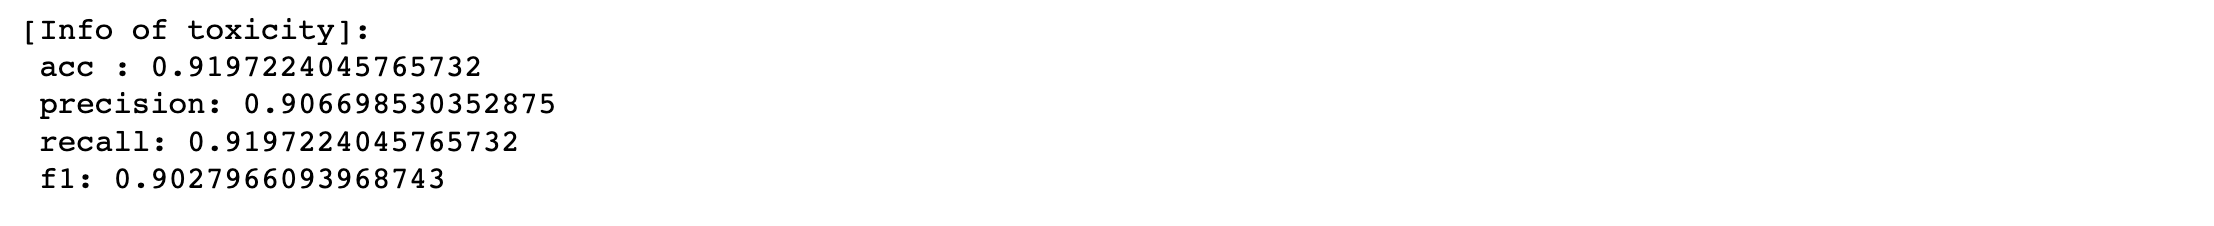 [Info of toxicity]:
acc : 0.9197224045765732
precision: 0.906698530352875
recall: 0.9197224045765732
f1: 0.9027966093968743